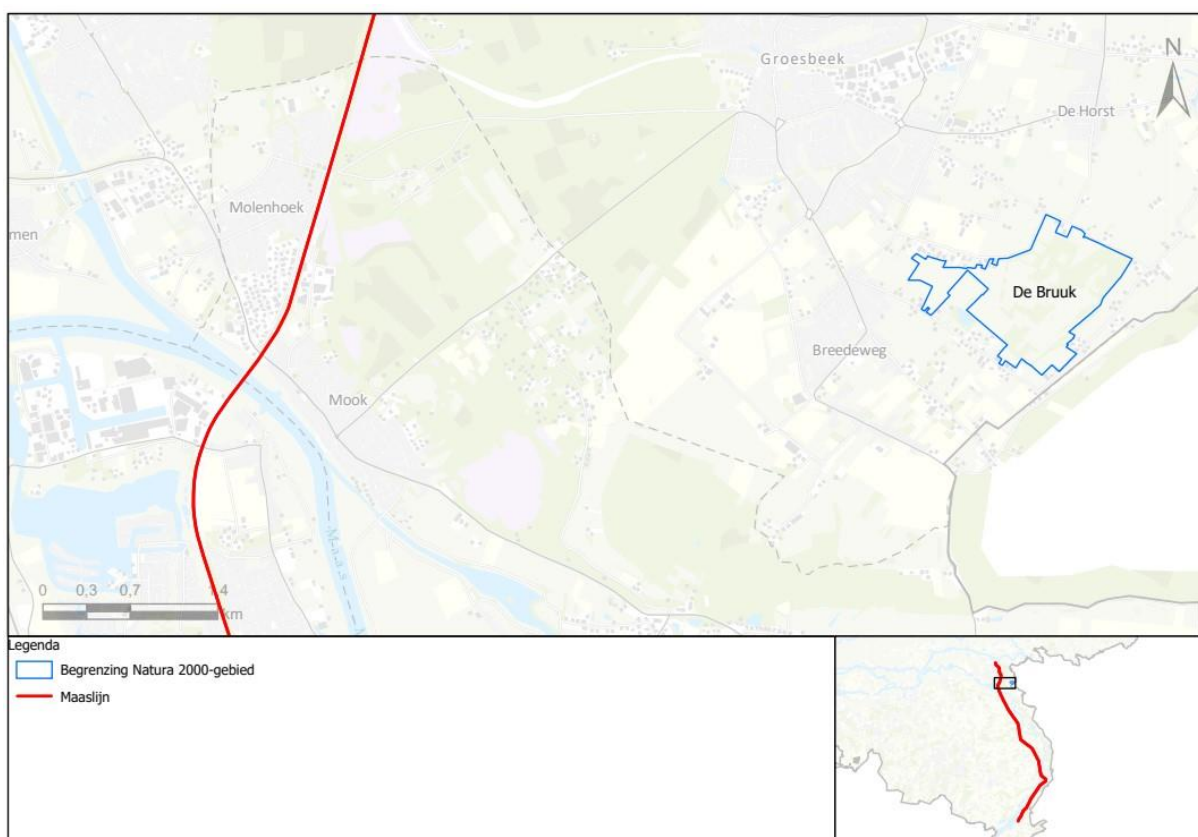 Groesbeek
N
De Horst
Molenhoek
men
De Bruuk
Breedeweg
Mook
Maas
0 0,3 0,7 1,4
km
Legenda
Begrenzing Natura 2000-gebied
Maaslijn